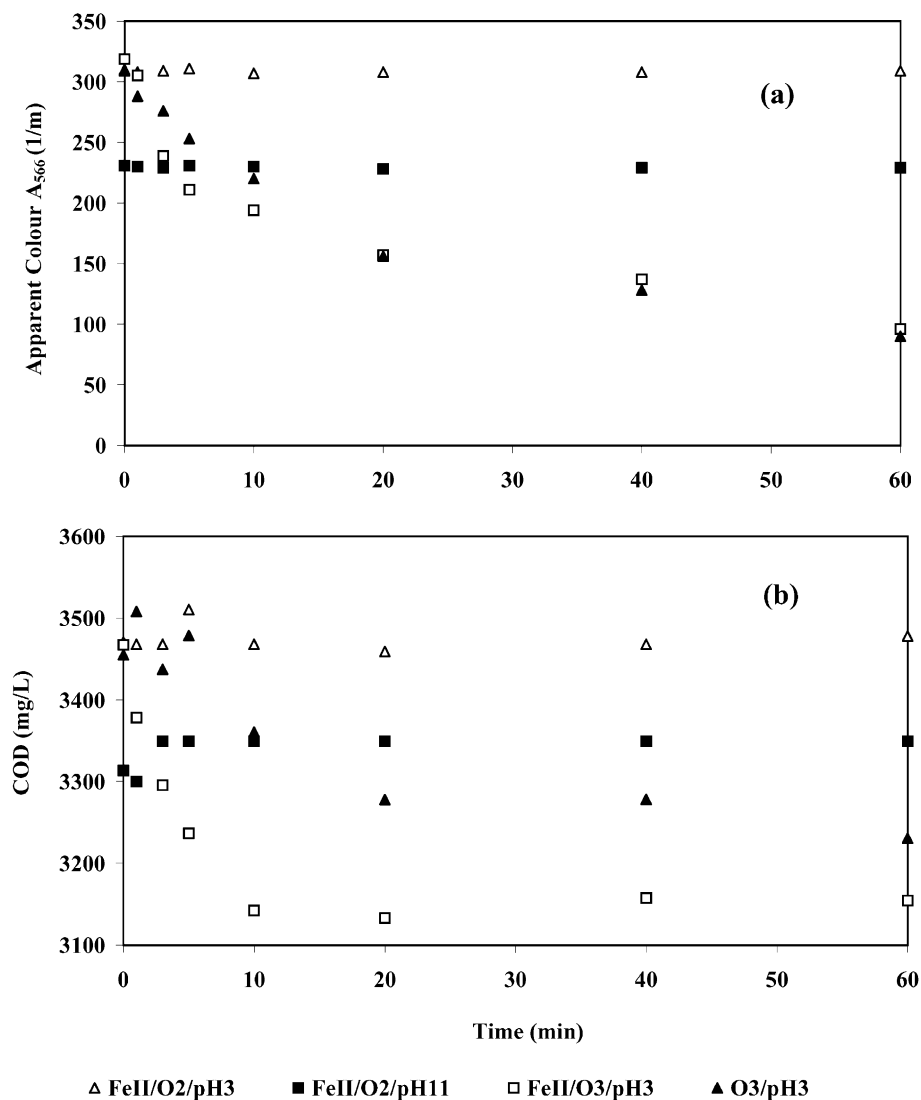 350
300
250
200
150
100
50
0
Apparent Colour A₅₆₆ (1/m)
(a)
0 10 20 30 40 50 60
3600
3500
3400
3300
3200
3100
COD (mg/L)
(b)
0 10 20 30 40 50 60
Time (min)
FeII/O2/pH3 FeII/O2/pH11 FeII/O3/pH3 O3/pH3